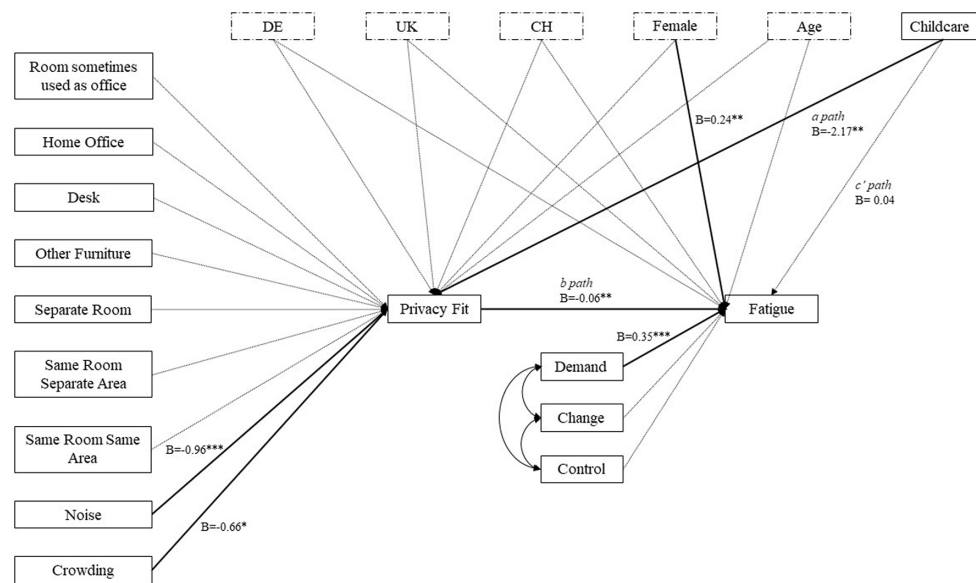 DE
UK
CH
Female
Age
Childcare
Room sometimes
used as office
Home Office
Desk
Other Furniture
Separate Room
Same Room
Separate Area
Same Room Same
Area
Noise
Crowding
B=0.24**
a path
B=-2.17**
c' path
B= 0.04
b path
B=-0.06**
Privacy Fit
Fatigue
B=0.35***
Demand
Change
Control
B=-0.96***
B=-0.66*